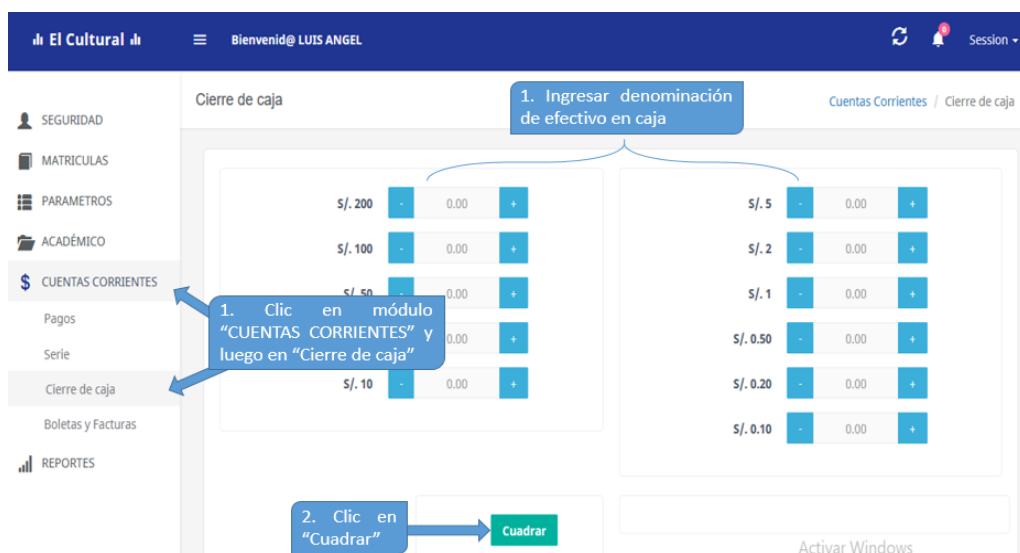 El Cultural
Bienvenid@ LUIS ANGEL
0
Session
SEGURIDAD
MATRICULAS
PARAMETROS
ACADÉMICO
CUENTAS CORRIENTES
Pagos
Serie
Cierre de caja
Boletas y Facturas
REPORTES
Cierre de caja
Cuentas Corrientes / Cierre de caja
1. Ingresar denominación
de efectivo en caja
S/. 200 - 0.00 +
S/. 100 - 0.00 +
S/. 50 - 0.00 +
0.00 +
S/. 10 - 0.00 +
S/. 5 - 0.00 +
S/. 2 - 0.00 +
S/. 1 - 0.00 +
S/. 0.50 - 0.00 +
S/. 0.20 - 0.00 +
S/. 0.10 - 0.00 +
1. Clic en módulo
“CUENTAS CORRIENTES” y
luego en “Cierre de caja”
2. Clic en
“Cuadrar”
Cuadrar
Activar Windows